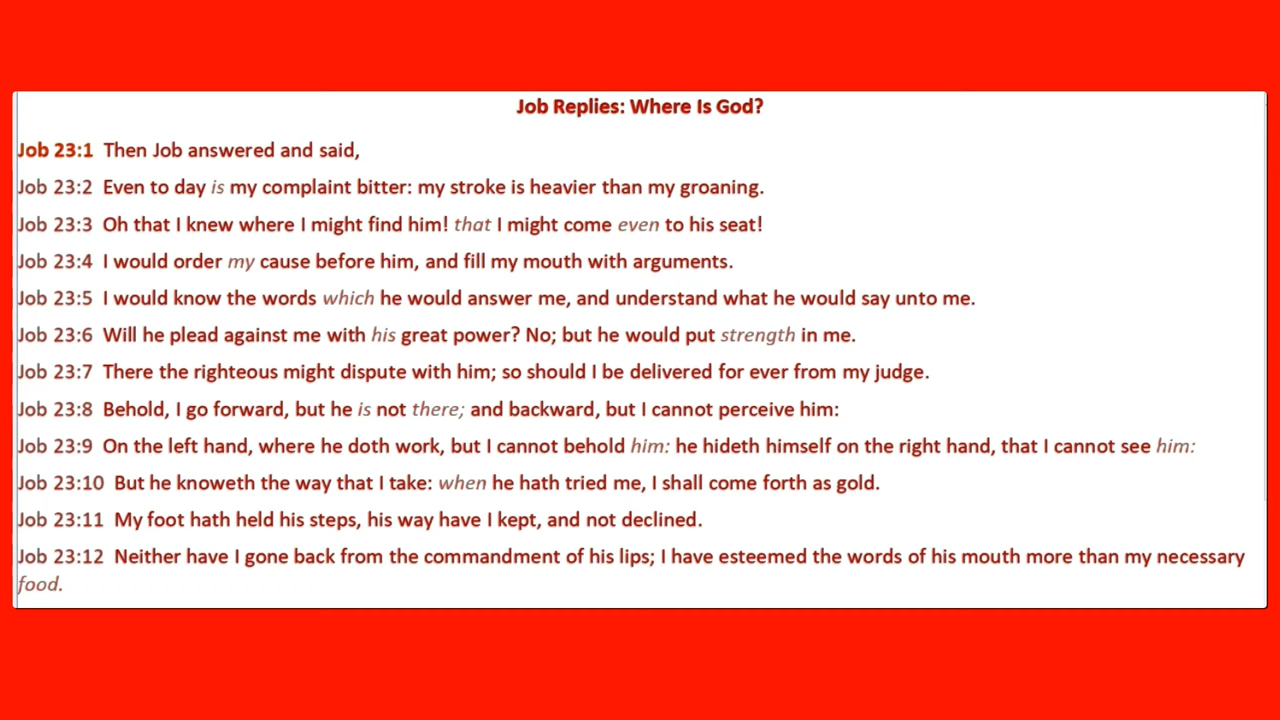 Job Replies: Where Is God?
Job 23:1 Then Job answered and said,
Job 23:2 Even to day is my complaint bitter: my stroke is heavier than my groaning.
Job 23:3 Oh that I knew where I might find him! that I might come even to his seat!
Job 23:4 I would order my cause before him, and fill my mouth with arguments.
Job 23:5 I would know the words which he would answer me, and understand what he would say unto me.
Job 23:6 Will he plead against me with his great power? No; but he would put strength in me.
Job 23:7 There the righteous might dispute with him; so should I be delivered for ever from my judge.
Job 23:8 Behold, I go forward, but he is not there; and backward, but I cannot perceive him:
Job 23:9 On the left hand, where he doth work, but I cannot behold him: he hideth himself on the right hand, that I cannot see him:
Job 23:10 But he knoweth the way that I take: when he hath tried me, I shall come forth as gold.
Job 23:11 My foot hath held his steps, his way have I kept, and not declined.
Job 23:12 Neither have I gone back from the commandment of his lips; I have esteemed the words of his mouth more than my necessary
food.